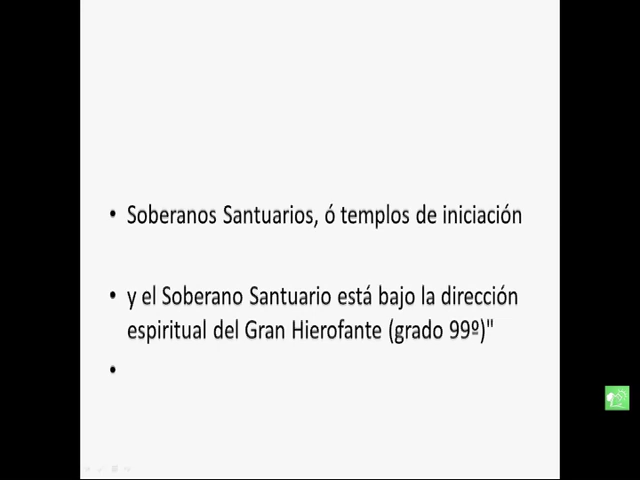 • Soberanos Santuarios, ó templos de iniciación
• y el Soberano Santuario está bajo la dirección
espiritual del Gran Hierofante (grado 99º)"
•